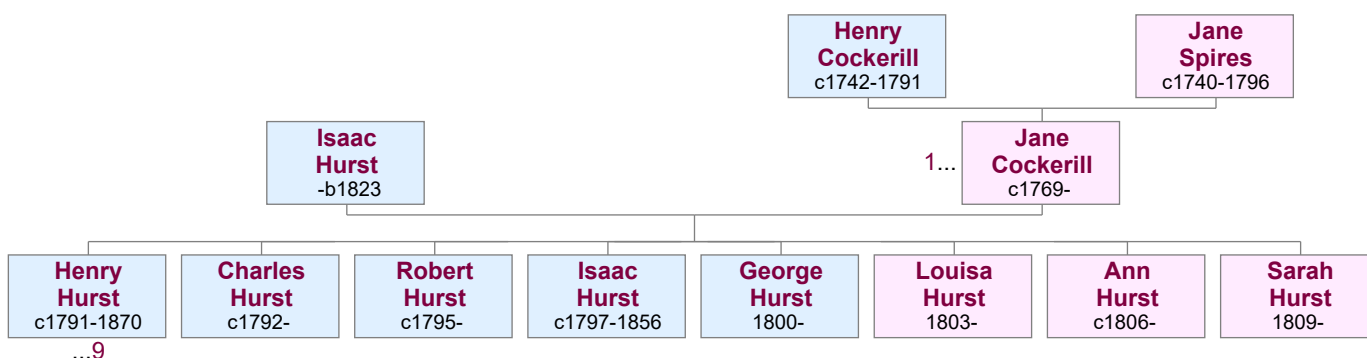 Henry
Cockerill
c1742-1791
Jane
Spires
c1740-1796
Isaac
Hurst
-b1823
1...
Jane
Cockerill
c1769-
Henry
Hurst
c1791-1870
Charles
Hurst
c1792-
Robert
Hurst
c1795-
Isaac
Hurst
c1797-1856
George
Hurst
1800-
Louisa
Hurst
1803-
Ann
Hurst
c1806-
Sarah
Hurst
1809-
...9